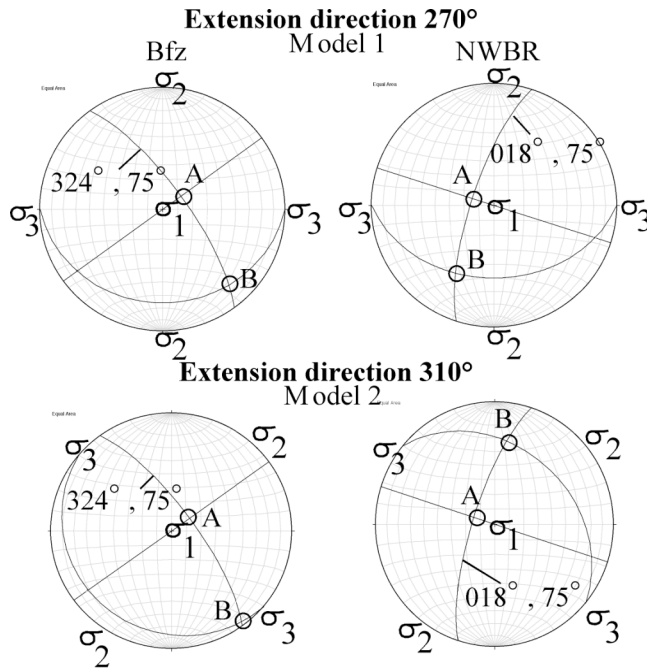 Extension direction 270°
Model 1
Bfz
NWBR
Equal Area
Equal Area
σ2
σ2
324° , 75°
A
018° , 75°
A
σ3
σ1
σ3
σ1
σ3
B
B
σ2
σ2
Extension direction 310°
Model 2
Equal Area
Equal Area
σ3
σ2
B
σ3
σ2
324° , 75°
A
A
σ1
σ1
018° , 75°
B
σ3
σ3
σ2
σ2